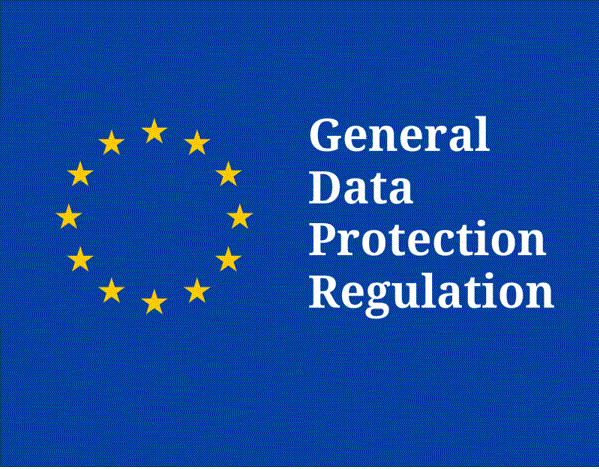 General
Data
Protection
Regulation